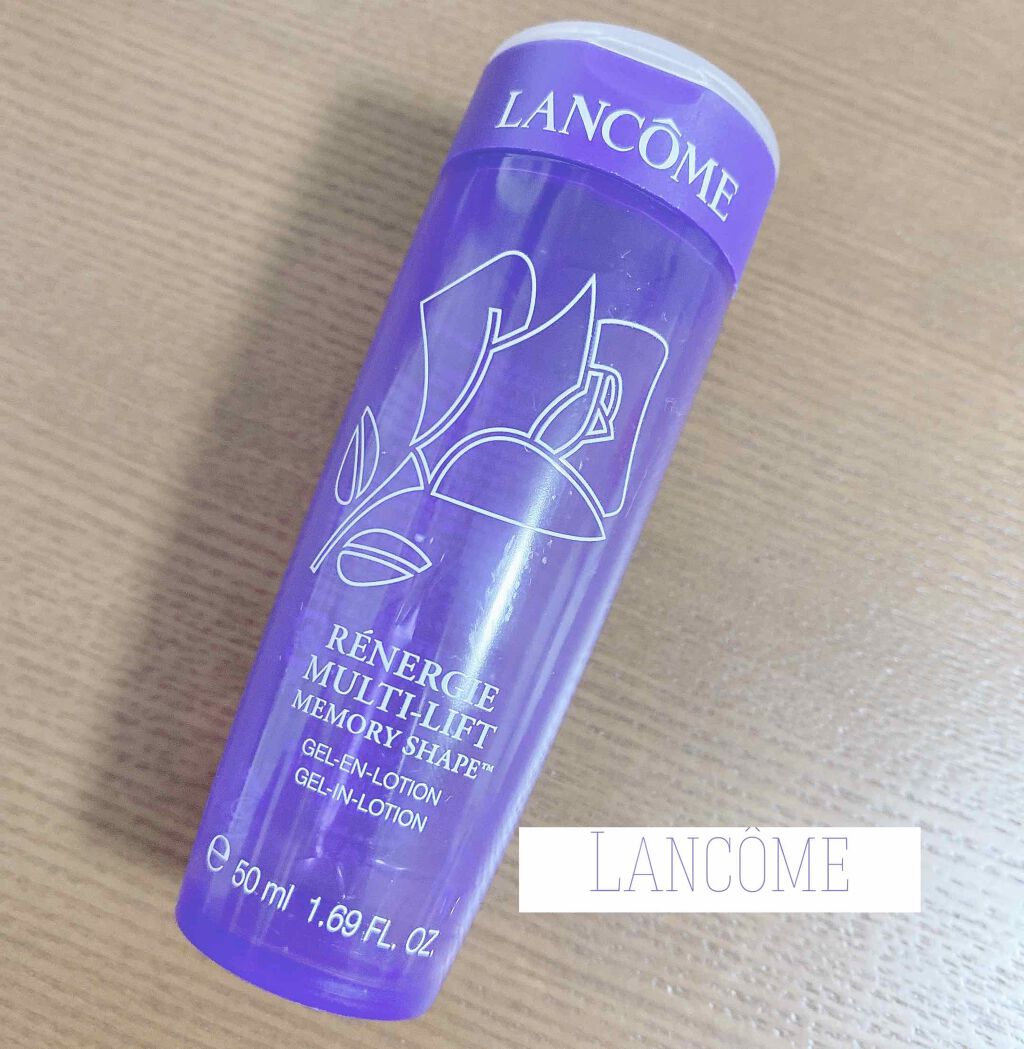 LANCÔME
RÉNERGIE
MULTI-LIFT
MEMORY SHAPE™
GEL-EN-LOTION
GEL-IN-LOTION
℮ 50 ml 1.69 FL. OZ.
LANCÔME